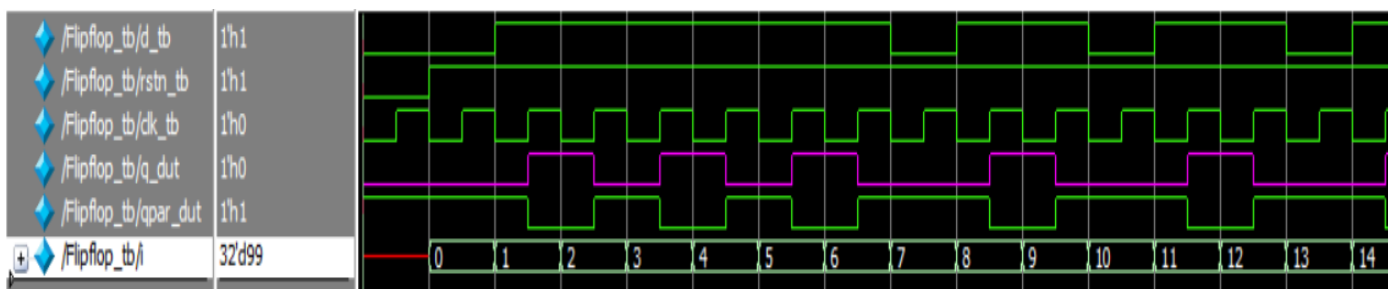 /Flipflop_tb/d_tb 1'h1
/Flipflop_tb/rstn_tb 1'h1
/Flipflop_tb/clk_tb 1'h0
/Flipflop_tb/q_dut 1'h0
/Flipflop_tb/qpar_dut 1'h1
/Flipflop_tb/i 32'd99 0 1 2 3 4 5 6 7 8 9 10 11 12 13 14